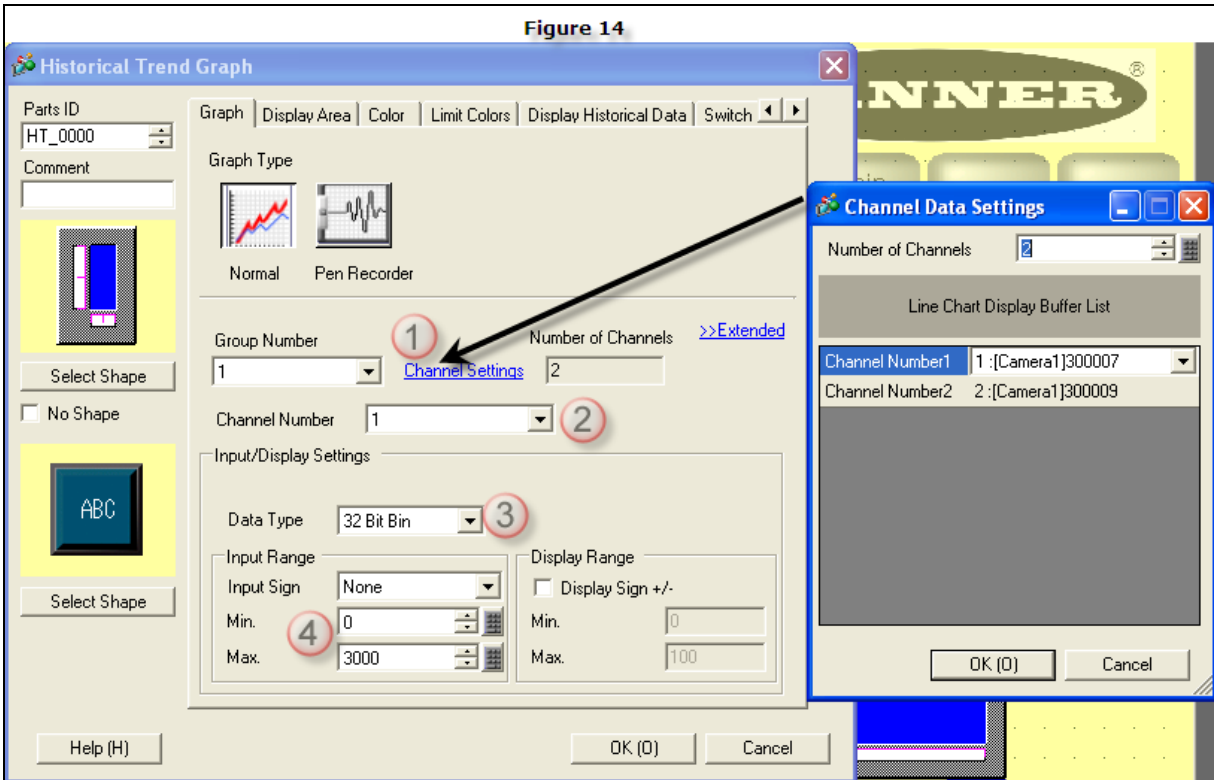 Figure 14
Historical Trend Graph
Parts ID
HT_0000
Comment
Select Shape
No Shape
ABC
Select Shape
Graph
Display Area
Color
Limit Colors
Display Historical Data
Switch
Graph Type
Normal
Pen Recorder
Group Number
1
1
Channel Settings
Number of Channels
2
>>Extended
Channel Number
1
2
Input/Display Settings
Data Type
32 Bit Bin
3
Input Range
Input Sign
None
Min.
0
Max.
3000
4
Display Range
Display Sign +/-
Min.
0
Max.
100
Help (H)
OK (O)
Cancel
NNER®
Channel Data Settings
Number of Channels
2
Line Chart Display Buffer List
Channel Number1 1 :[Camera1]300007
Channel Number2 2 :[Camera1]300009
OK (O)
Cancel